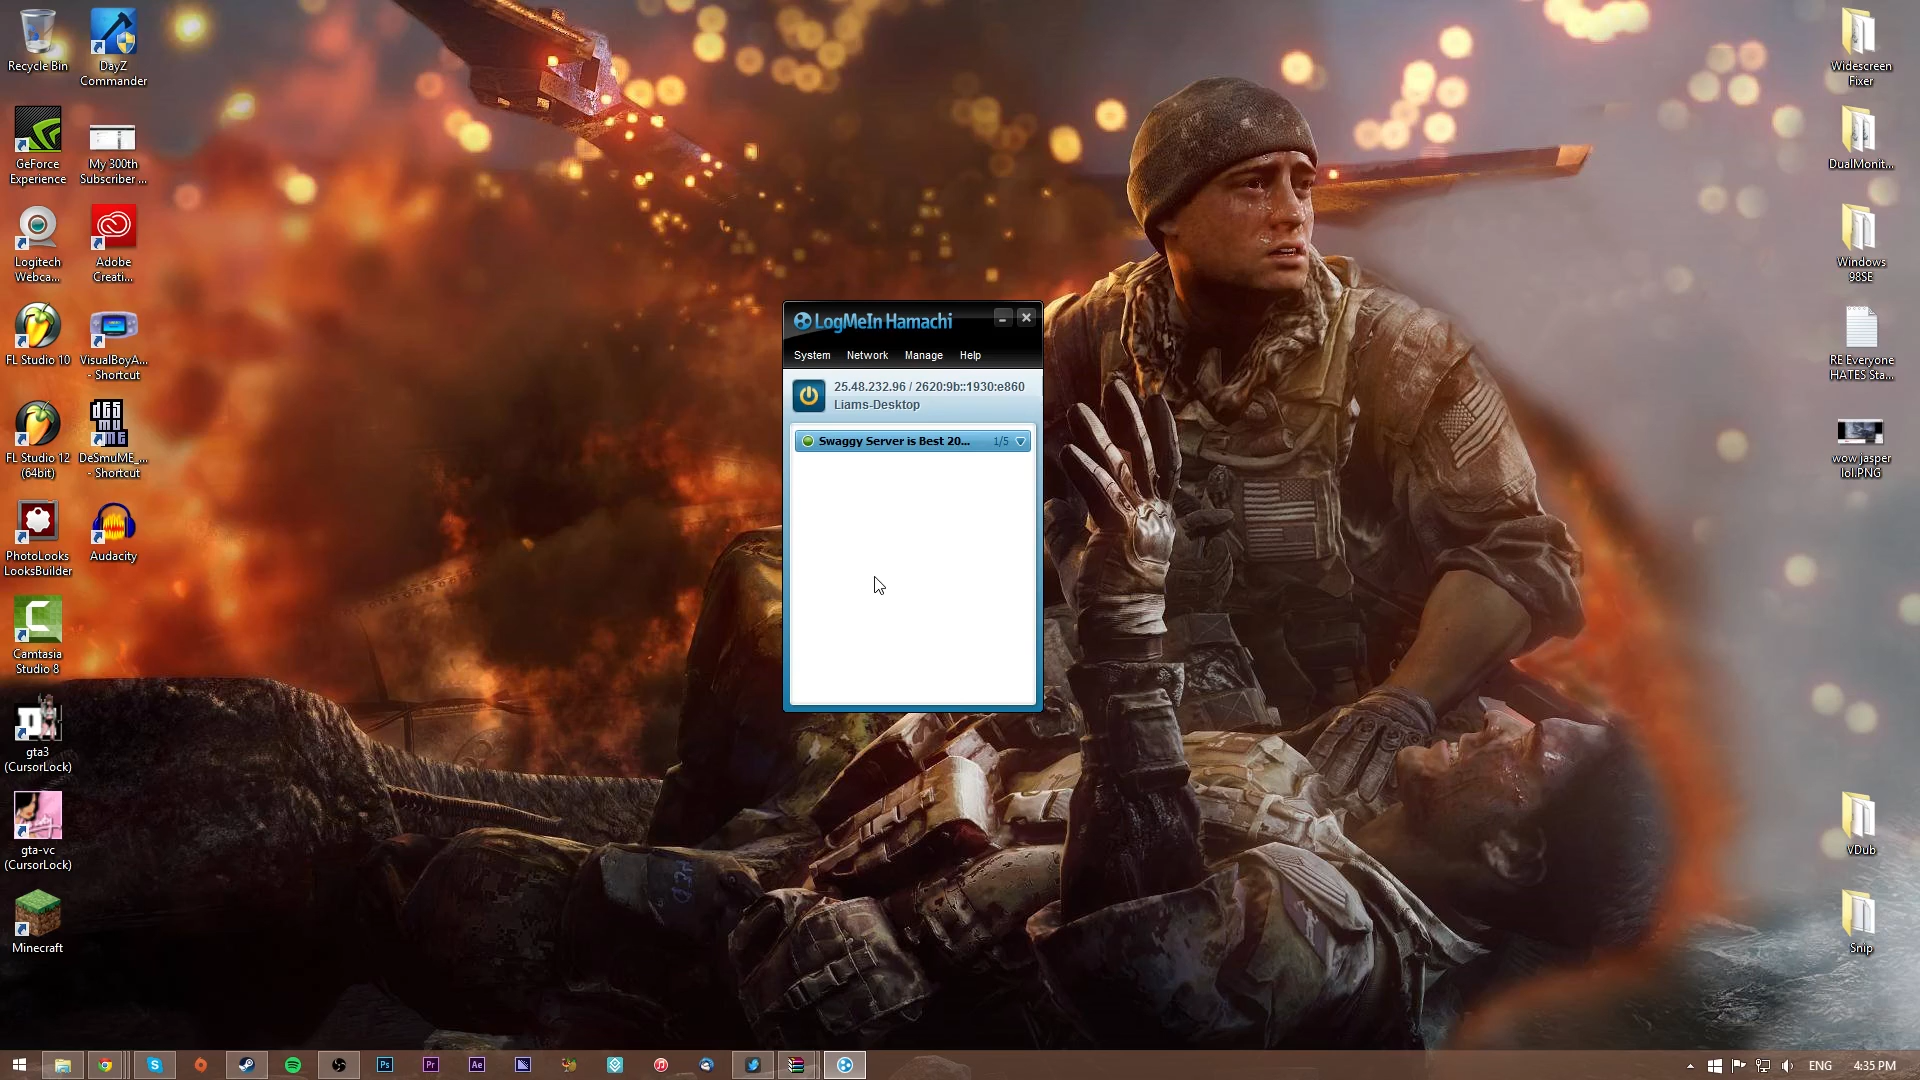 Recycle Bin
DayZ
Commander
GeForce
Experience
My 300th
Subscriber ...
Logitech
Webca...
Adobe
Creati...
FL Studio 10
VisualBoyA...
- Shortcut
FL Studio 12
(64bit)
DeSmuME_...
- Shortcut
PhotoLooks
LooksBuilder
Audacity
Camtasia
Studio 8
gta3
(CursorLock)
gta-vc
(CursorLock)
Minecraft
LogMeIn Hamachi
System Network Manage Help
25.48.232.96 / 2620:9b::1930:e860
Liams-Desktop
Swaggy Server is Best 20... 1/5
Widescreen
Fixer
DualMonit...
Windows
98SE
RE Everyone
HATES Sta...
wow jasper
lol.PNG
VDub
Snip
Ps
Pr
Ae
ENG
4:35 PM